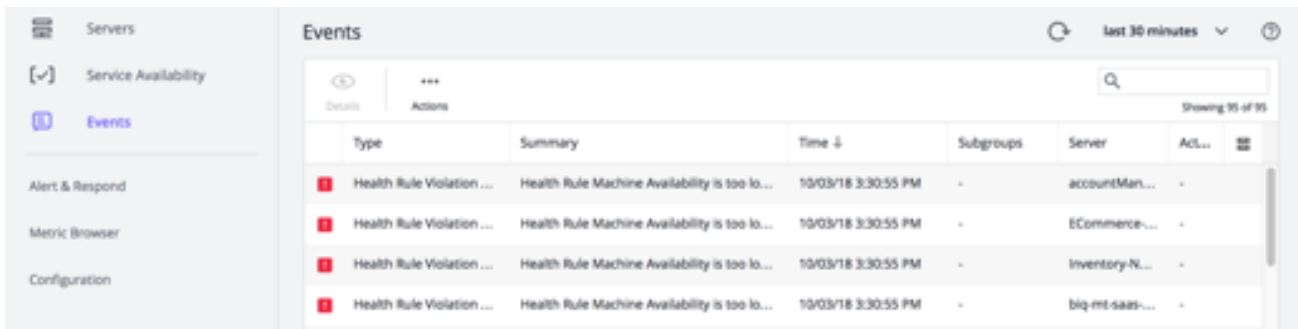 Servers
Service Availability
Events
Alert & Respond
Metric Browser
Configuration
Events
last 30 minutes
Details
Actions
Showing 95 of 95
Type Summary Time ↓ Subgroups Server Act...
Health Rule Violation ... Health Rule Machine Availability is too lo... 10/03/18 3:30:55 PM - accountMan... -
Health Rule Violation ... Health Rule Machine Availability is too lo... 10/03/18 3:30:55 PM - ECommerce-... -
Health Rule Violation ... Health Rule Machine Availability is too lo... 10/03/18 3:30:55 PM - Inventory-N... -
Health Rule Violation ... Health Rule Machine Availability is too lo... 10/03/18 3:30:55 PM - biq-mt-saas-... -